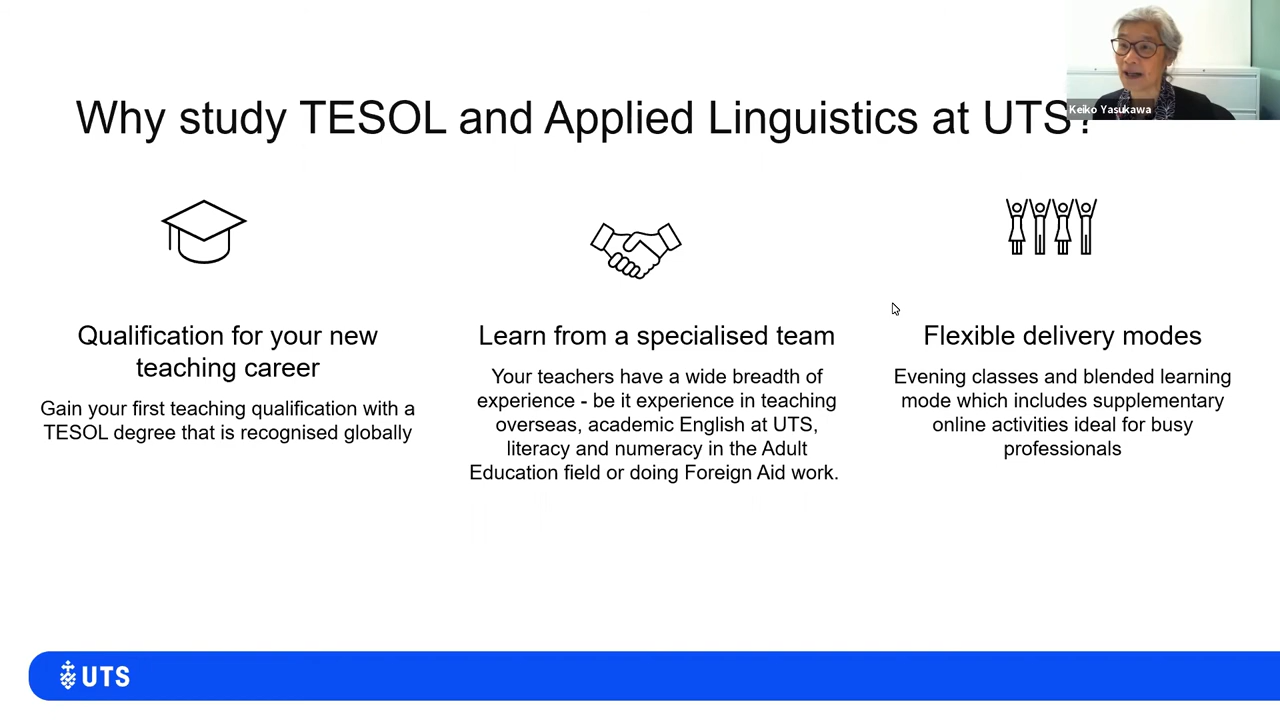 Why study TESOL and Applied Linguistics at UTS?
Keiko Yasukawa
Qualification for your new
teaching career
Gain your first teaching qualification with a
TESOL degree that is recognised globally
Learn from a specialised team
Your teachers have a wide breadth of
experience - be it experience in teaching
overseas, academic English at UTS,
literacy and numeracy in the Adult
Education field or doing Foreign Aid work.
Flexible delivery modes
Evening classes and blended learning
mode which includes supplementary
online activities ideal for busy
professionals
UTS